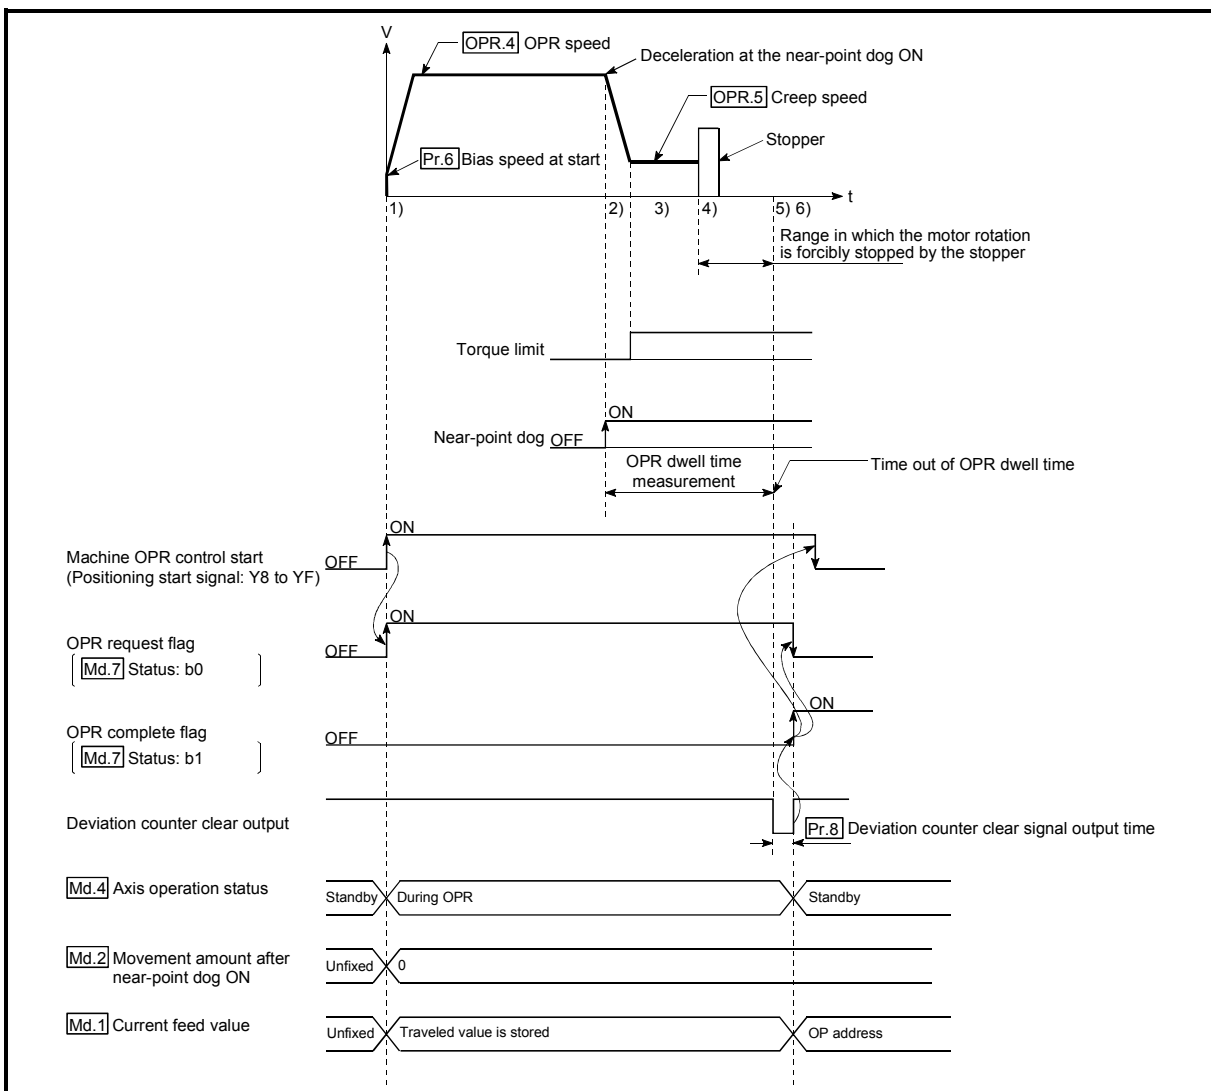 V
OPR.4 OPR speed
Deceleration at the near-point dog ON
OPR.5 Creep speed
Stopper
Pr.6 Bias speed at start
t
1) 2) 3) 4) 5) 6)
Range in which the motor rotation
is forcibly stopped by the stopper
Torque limit
ON
Near-point dog OFF
OPR dwell time
measurement
Time out of OPR dwell time
ON
Machine OPR control start
(Positioning start signal: Y8 to YF)
OFF
ON
OPR request flag
OFF
Md.7 Status: b0
ON
OPR complete flag
OFF
Md.7 Status: b1
Deviation counter clear output
Pr.8 Deviation counter clear signal output time
Md.4 Axis operation status
Standby During OPR Standby
Md.2 Movement amount after
near-point dog ON
Unfixed 0
Md.1 Current feed value
Unfixed Traveled value is stored OP address